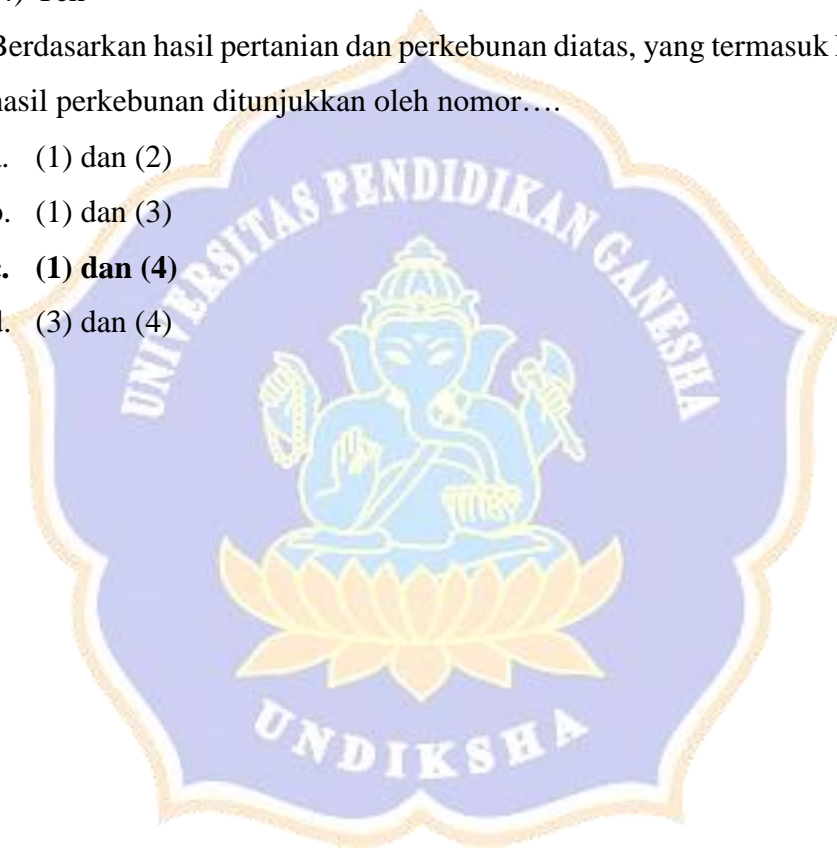 Berdasarkan hasil pertanian dan perkebunan diatas, yang termasuk
hasil perkebunan ditunjukkan oleh nomor….
(1) dan (2)
(1) dan (3)
(1) dan (4)
d. (3) dan (4)
UNIVERSITAS PENDIDIKAN GANESHA
UNDIKSHA